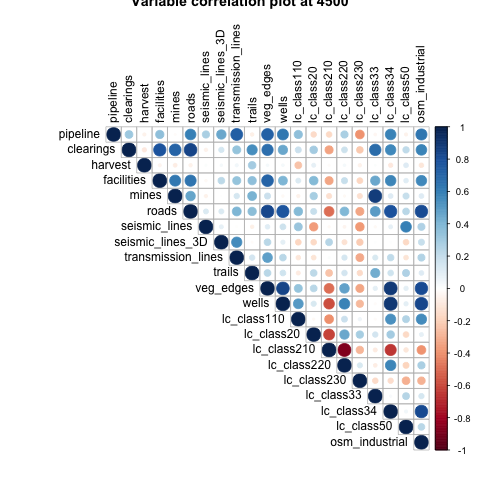 Variable correlation plot at 4500
pipeline
clearings
harvest
facilities
mines
roads
seismic_lines
seismic_lines_3D
transmission_lines
trails
veg_edges
wells
lc_class110
lc_class20
lc_class210
lc_class220
lc_class230
lc_class33
lc_class34
lc_class50
osm_industrial
pipeline
clearings
harvest
facilities
mines
roads
seismic_lines
seismic_lines_3D
transmission_lines
trails
veg_edges
wells
lc_class110
lc_class20
lc_class210
lc_class220
lc_class230
lc_class33
lc_class34
lc_class50
osm_industrial
1
0.8
0.6
0.4
0.2
0
-0.2
-0.4
-0.6
-0.8
-1